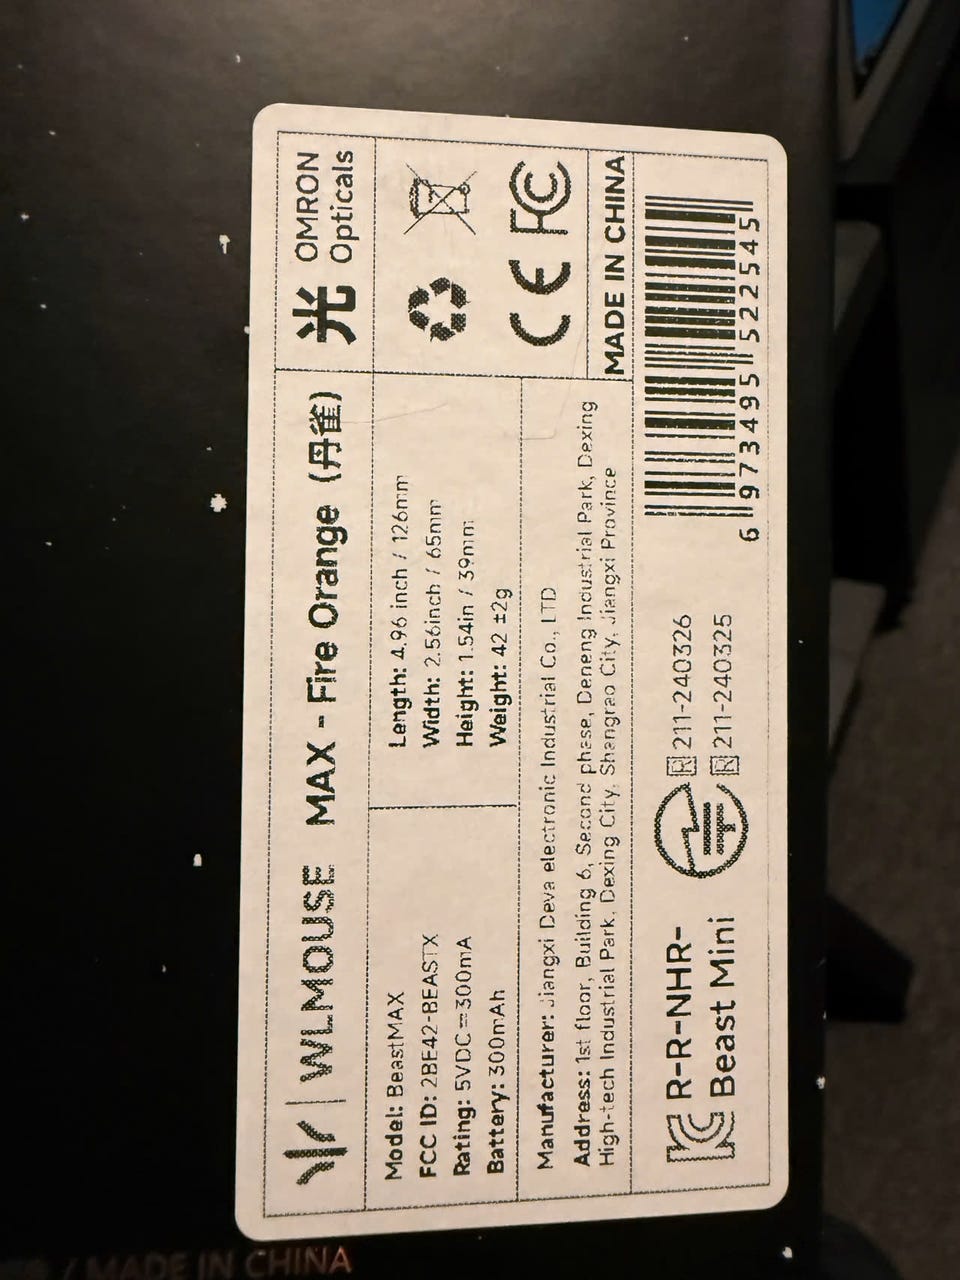 WLMOUSE MAX - Fire Orange (丹雀)
光 OMRON
Opticals
Model: BeastMAX
FCC ID: 2BE42-BEASTX
Rating: 5VDC⎓300mA
Battery: 300mAh
Length: 4.96 inch / 126mm
Width: 2.56inch / 65mm
Height: 1.54in / 39mm
Weight: 42 ±2g
CE FC
Manufacturer: Jiangxi Deva electronic Industrial Co., LTD
Address: 1st floor, Building 6, Second phase, Deneng Industrial Park, Dexing
High-tech Industrial Park, Dexing City, Shangrao City, Jiangxi Province
MADE IN CHINA
R-R-NHR-
Beast Mini
R 211-240326
R 211-240325
6 973495 522545
/ MADE IN CHINA